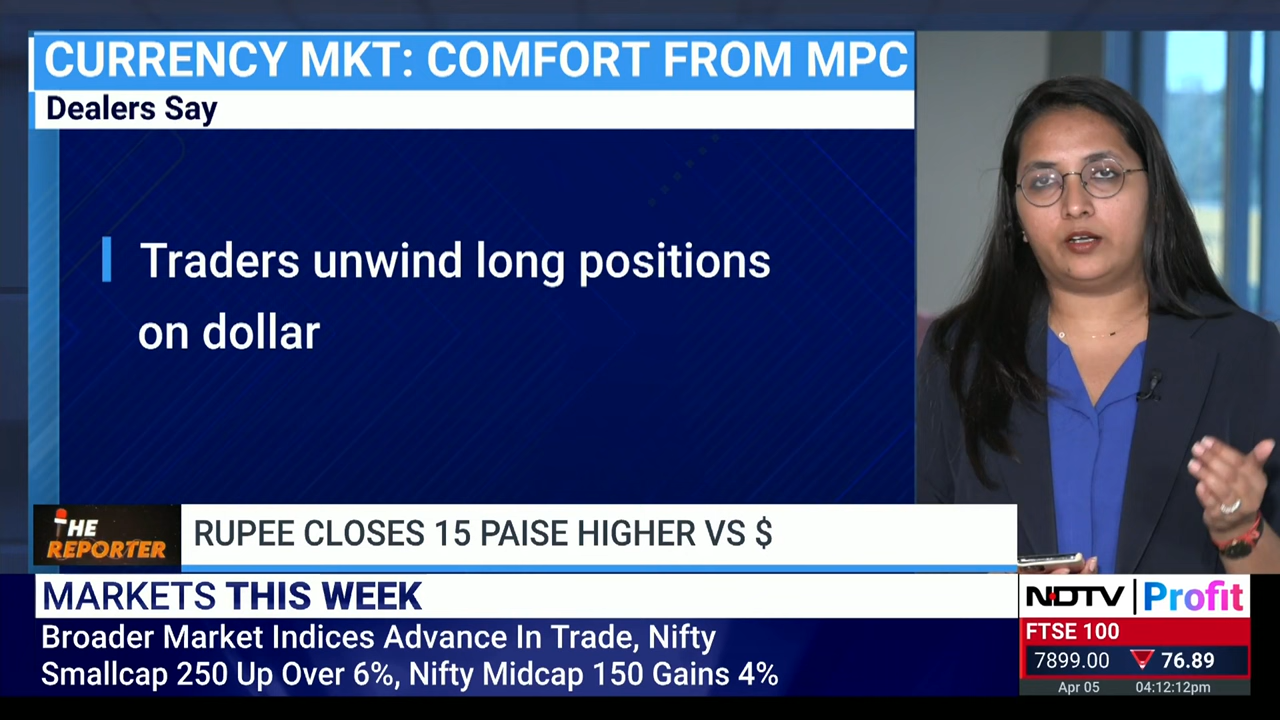 CURRENCY MKT: COMFORT FROM MPC
Dealers Say
Traders unwind long positions
on dollar
THE
REPORTER
RUPEE CLOSES 15 PAISE HIGHER VS $
MARKETS THIS WEEK
Broader Market Indices Advance In Trade, Nifty
Smallcap 250 Up Over 6%, Nifty Midcap 150 Gains 4%
NDTV Profit
FTSE 100
7899.00 76.89
Apr 05 04:12:12pm